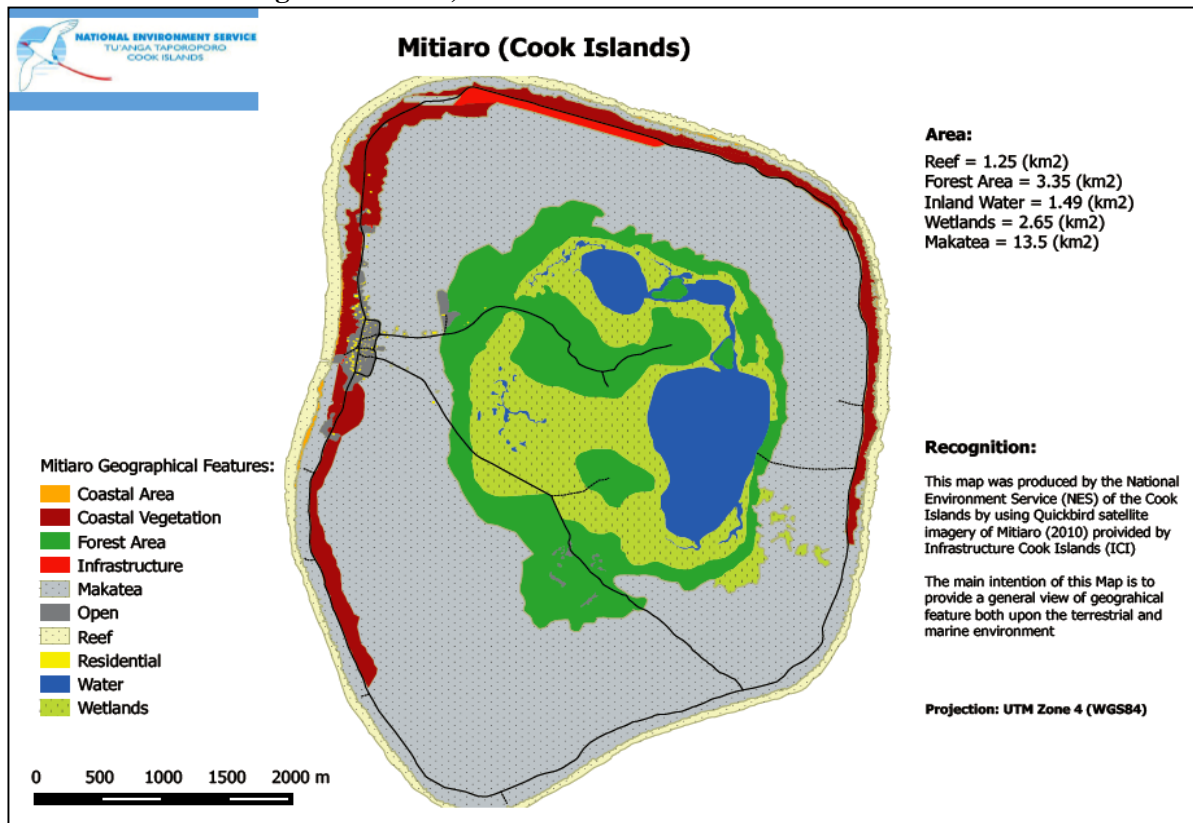 NATIONAL ENVIRONMENT SERVICE
TU'ANGA TAPOROPORO
COOK ISLANDS
Mitiaro (Cook Islands)
Area:
Reef = 1.25 (km2)
Forest Area = 3.35 (km2)
Inland Water = 1.49 (km2)
Wetlands = 2.65 (km2)
Makatea = 13.5 (km2)
Recognition:
This map was produced by the National
Environment Service (NES) of the Cook
Islands by using Quickbird satellite
imagery of Mitiaro (2010) proivided by
Infrastructure Cook Islands (ICI)
The main intention of this Map is to
provide a general view of geograhical
feature both upon the terrestrial and
marine environment
Projection: UTM Zone 4 (WGS84)
Mitiaro Geographical Features:
Coastal Area
Coastal Vegetation
Forest Area
Infrastructure
Makatea
Open
Reef
Residential
Water
Wetlands
0 500 1000 1500 2000 m